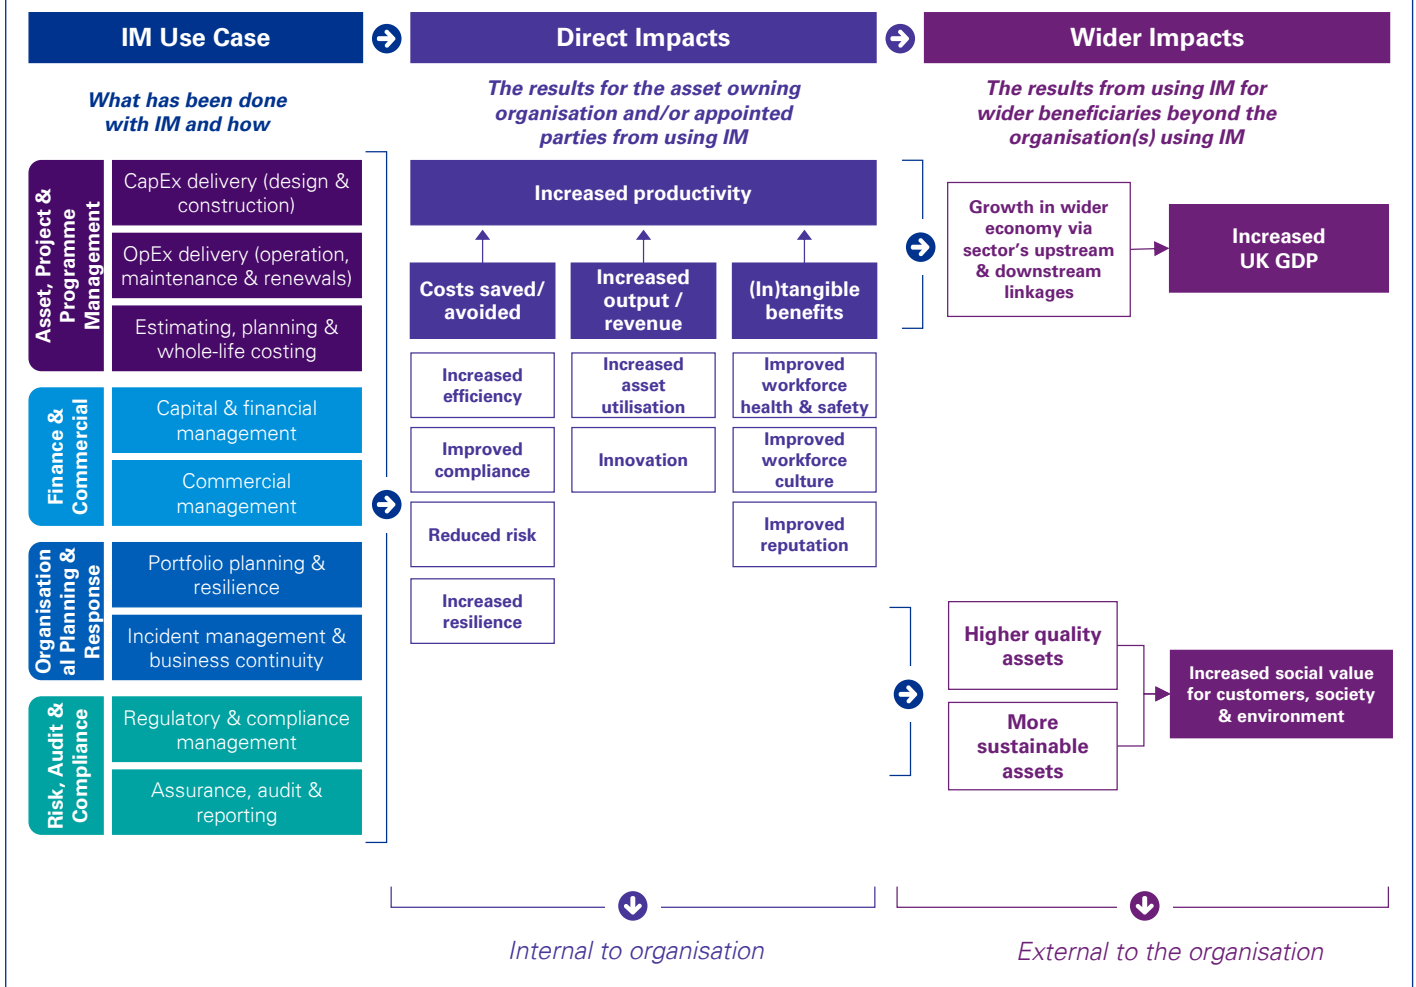 IM Use Case
Direct Impacts
Wider Impacts
What has been done
with IM and how
The results for the asset owning
organisation and/or appointed
parties from using IM
The results from using IM for
wider beneficiaries beyond the
organisation(s) using IM
Asset, Project &
Programme
Management
CapEx delivery (design &
construction)
OpEx delivery (operation,
maintenance & renewals)
Estimating, planning &
whole-life costing
Finance &
Commercial
Capital & financial
management
Commercial
management
Organisation
al Planning &
Response
Portfolio planning &
resilience
Incident management &
business continuity
Risk, Audit &
Compliance
Regulatory & compliance
management
Assurance, audit &
reporting
Increased productivity
Costs saved/
avoided
Increased
efficiency
Improved
compliance
Reduced risk
Increased
resilience
Increased
output /
revenue
Increased
asset
utilisation
Innovation
(In)tangible
benefits
Improved
workforce
health & safety
Improved
workforce
culture
Improved
reputation
Growth in wider
economy via
sector's upstream
& downstream
linkages
Increased
UK GDP
Higher quality
assets
More
sustainable
assets
Increased social value
for customers, society
& environment
Internal to organisation
External to the organisation